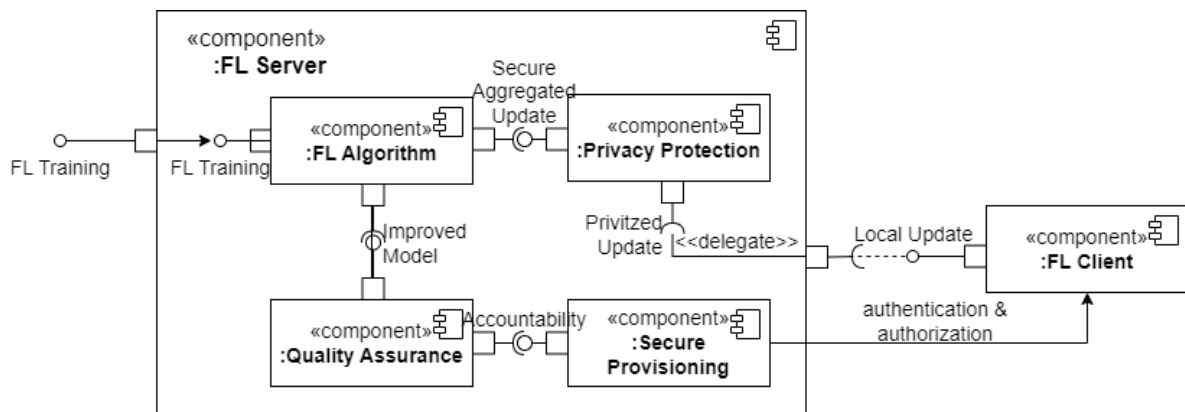 «component»
:FL Server
Secure
Aggregated
Update
«component»
:FL Algorithm
«component»
:Privacy Protection
FL Training
FL Training
Improved
Model
Privitzed
Update
<<delegate>>
Local Update
«component»
:FL Client
authentication &
authorization
«component»
:Quality Assurance
Accountability
«component»
:Secure
Provisioning